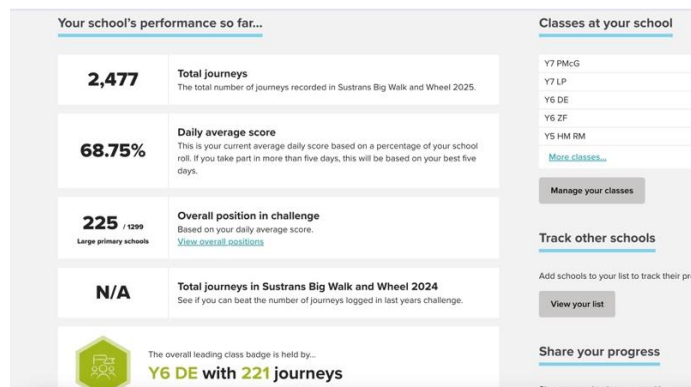 Your school's performance so far...
2,477
Total journeys
The total number of journeys recorded in Sustrans Big Walk and Wheel 2025.
68.75%
Daily average score
This is your current average daily score based on a percentage of your school
roll. If you take part in more than five days, this will be based on your best five
days.
225 / 1299
Large primary schools
Overall position in challenge
Based on your daily average score.
View overall positions
N/A
Total journeys in Sustrans Big Walk and Wheel 2024
See if you can beat the number of journeys logged in last years challenge.
The overall leading class badge is held by...
Y6 DE with 221 journeys
Classes at your school
Y7 PMcG
Y7 LP
Y6 DE
Y6 ZF
Y5 HM RM
More classes...
Manage your classes
Track other schools
Add schools to your list to track their pr
View your list
Share your progress